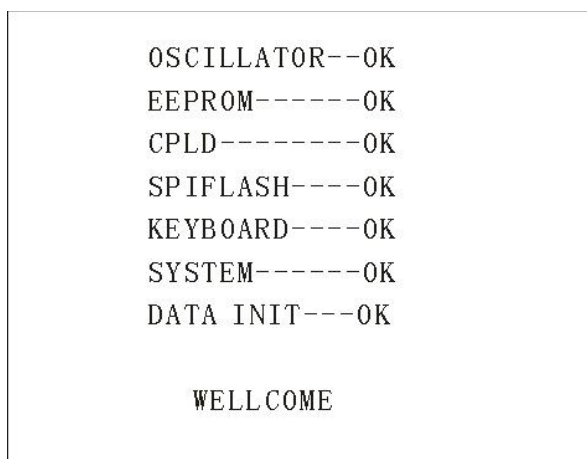 OSCILLATOR--OK
EEPROM------OK
CPLD--------OK
SPIFLASH----OK
KEYBOARD----OK
SYSTEM------OK
DATA INIT---OK
WELLCOME